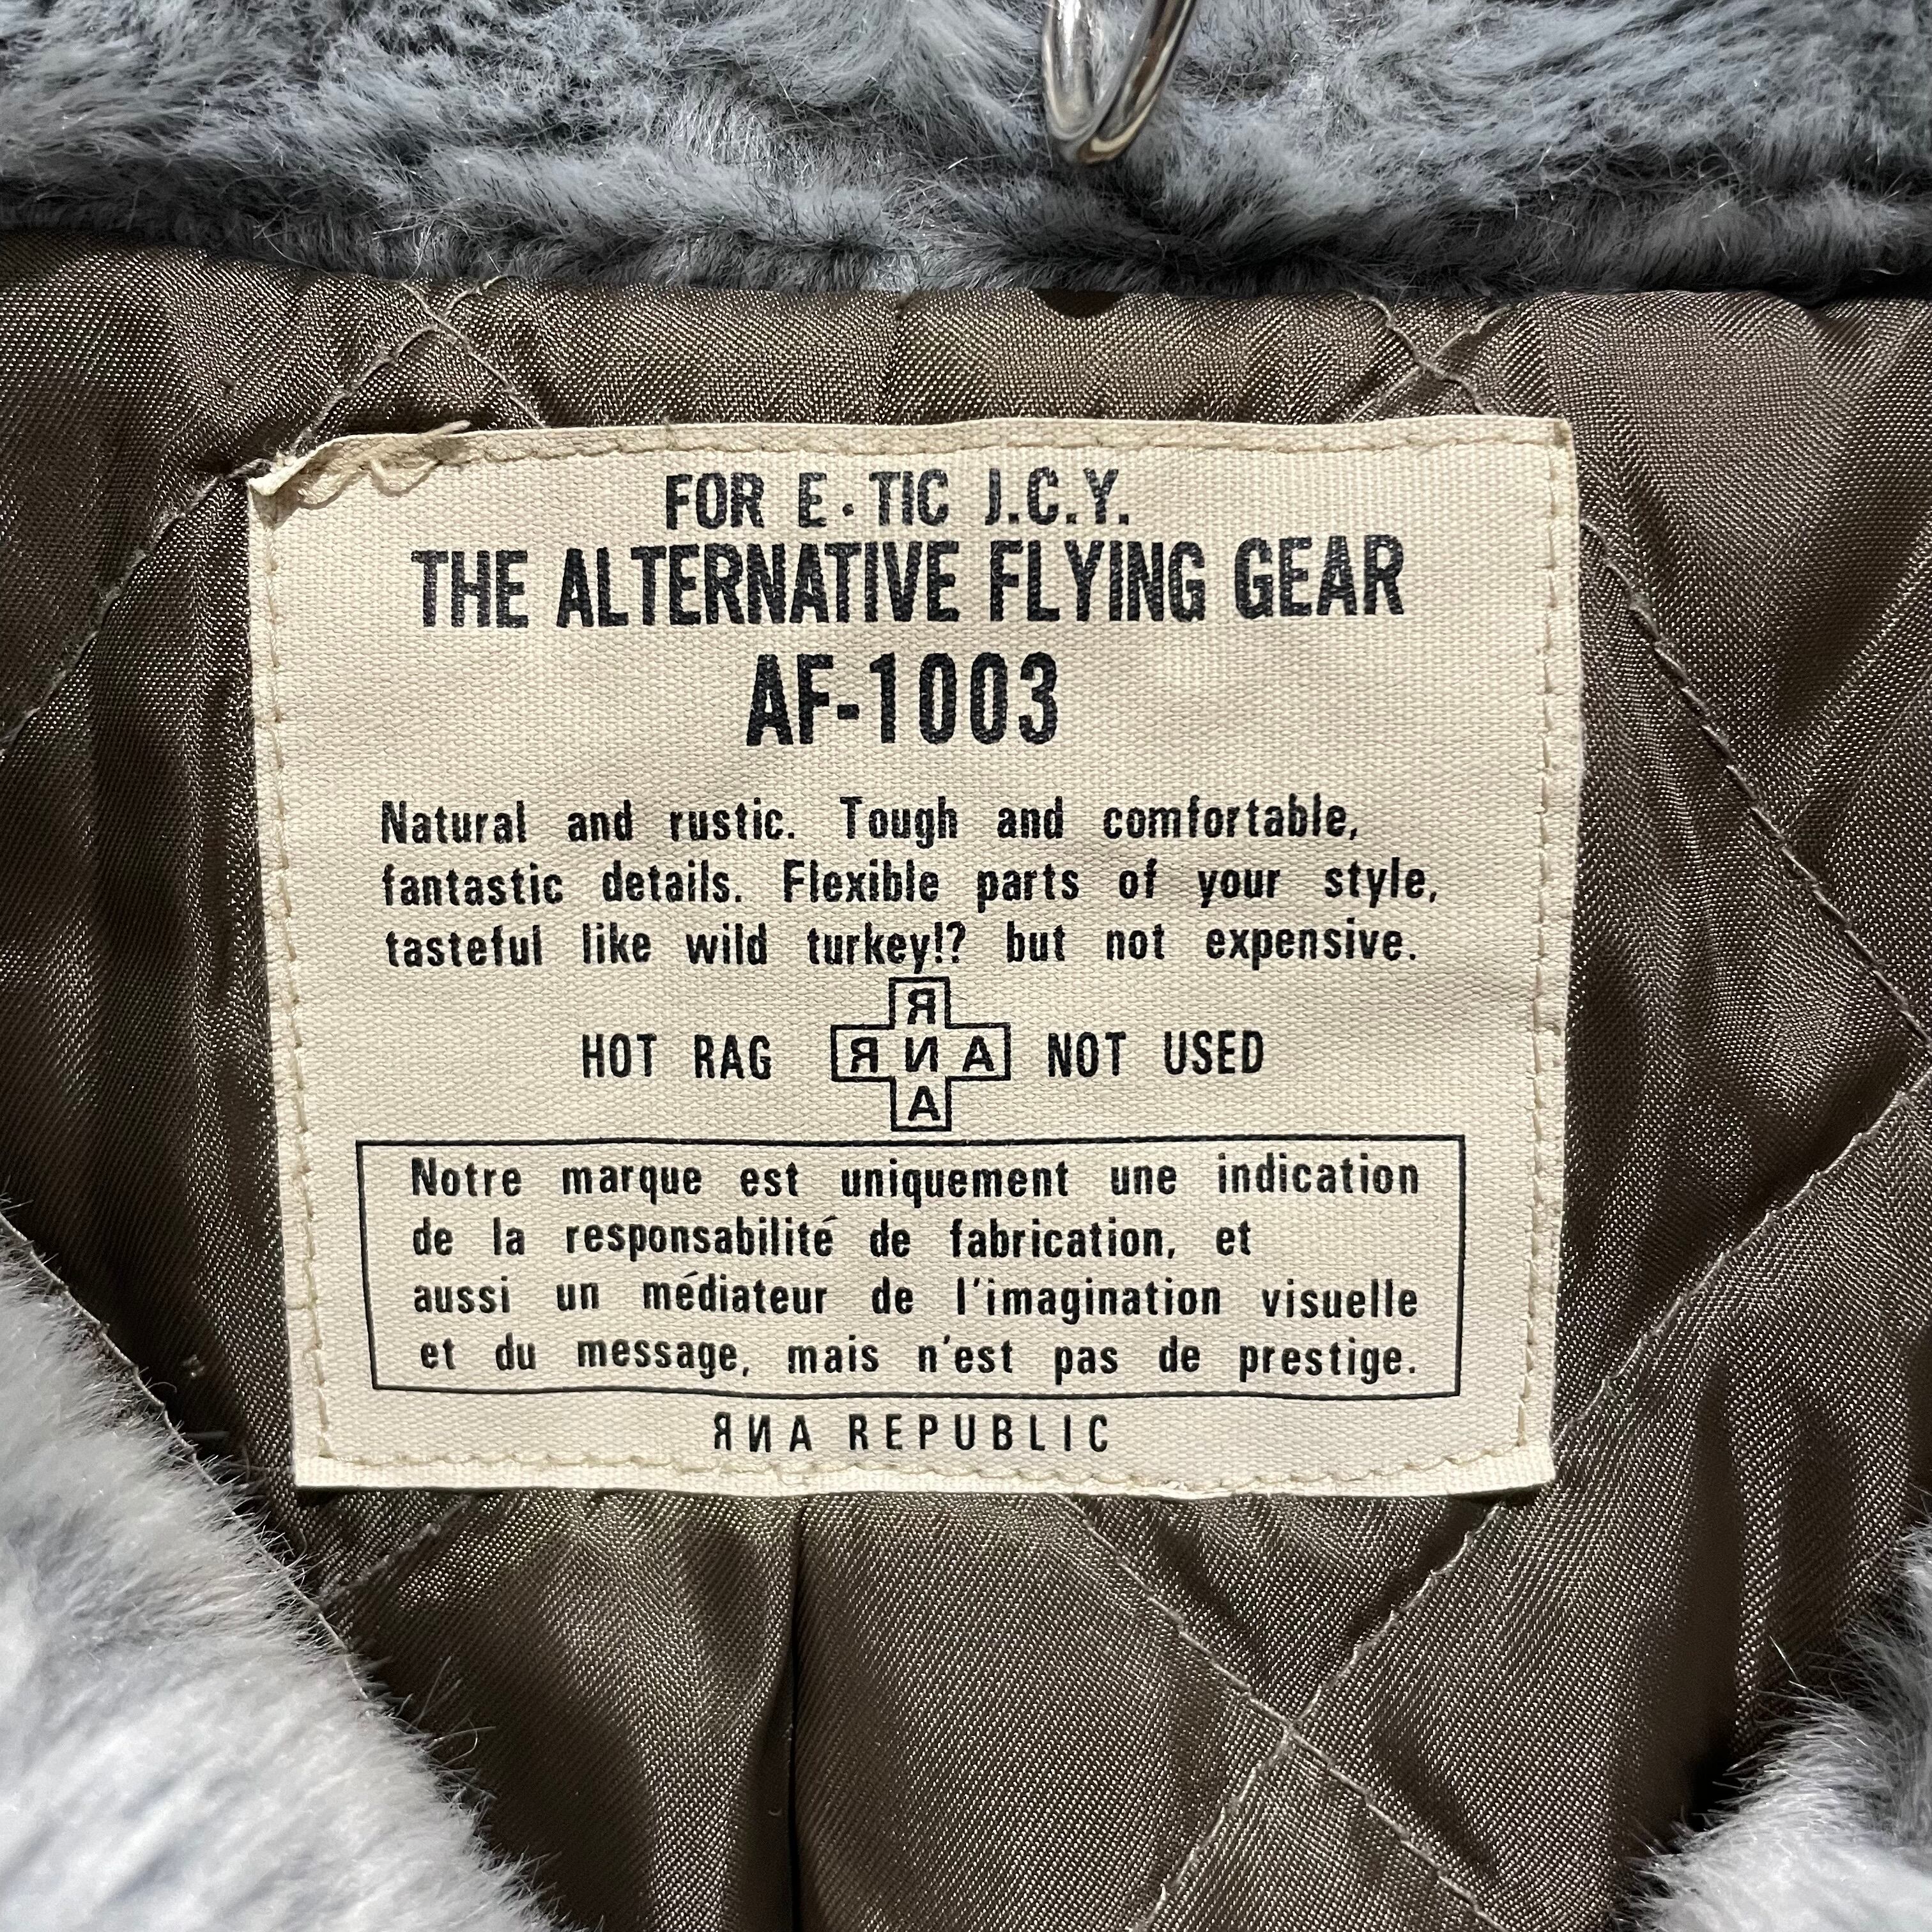 FOR E·TIC J.C.Y.
THE ALTERNATIVE FLYING GEAR
AF-1003
Natural and rustic. Tough and comfortable,
fantastic details. Flexible parts of your style,
tasteful like wild turkey!? but not expensive.
Я
HOT RAG ЯИA NOT USED
A
Notre marque est uniquement une indication
de la responsabilité de fabrication, et
aussi un médiateur de l'imagination visuelle
et du message, mais n'est pas de prestige.
ЯИA REPUBLIC